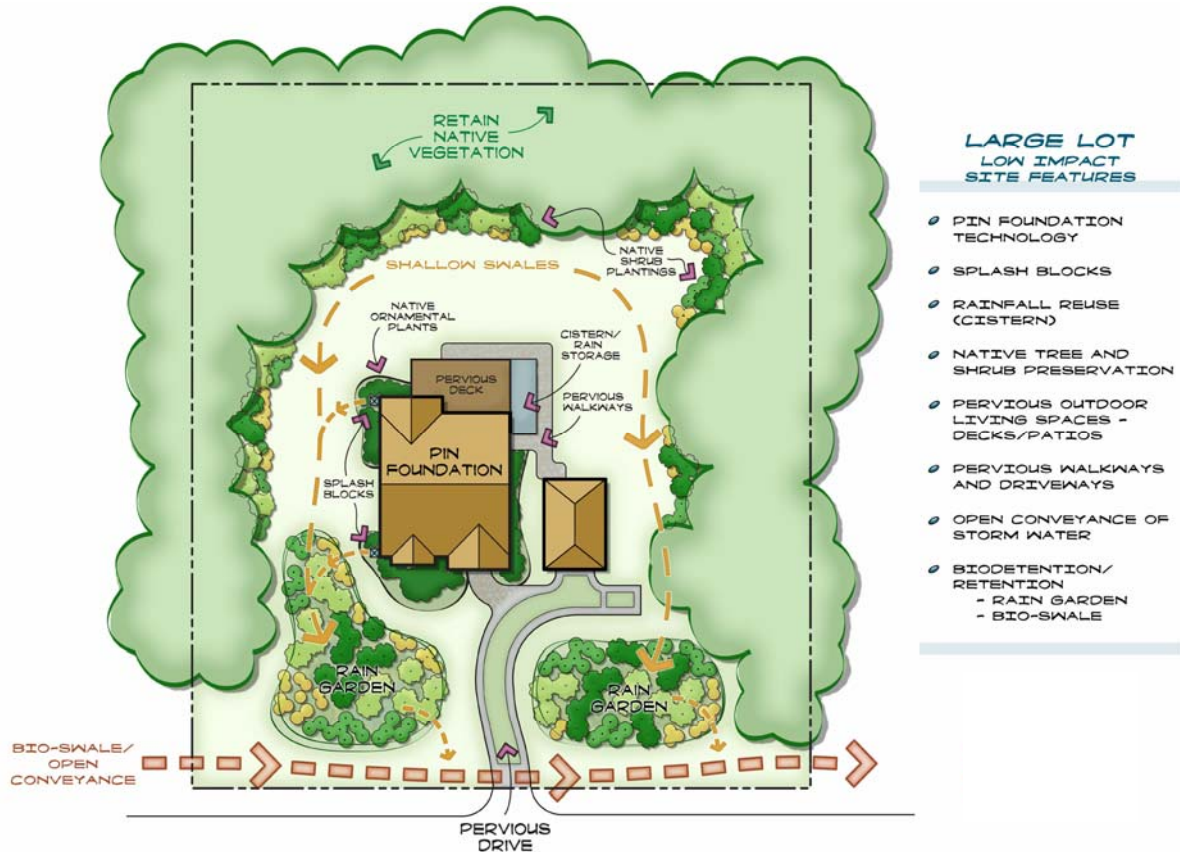 RETAIN
NATIVE
VEGETATION
SHALLOW SWALES
NATIVE
SHRUB
PLANTINGS
NATIVE
ORNAMENTAL
PLANTS
CISTERN/
RAIN
STORAGE
PERVIOUS
DECK
PERVIOUS
WALKWAYS
PIN
FOUNDATION
SPLASH
BLOCKS
RAIN
GARDEN
RAIN
GARDEN
BIO-SWALE/
OPEN
CONVEYANCE
PERVIOUS
DRIVE
LARGE LOT
LOW IMPACT
SITE FEATURES
PIN FOUNDATION
TECHNOLOGY
SPLASH BLOCKS
RAINFALL REUSE
(CISTERN)
NATIVE TREE AND
SHRUB PRESERVATION
PERVIOUS OUTDOOR
LIVING SPACES -
DECKS/PATIOS
PERVIOUS WALKWAYS
AND DRIVEWAYS
OPEN CONVEYANCE OF
STORM WATER
BIODETENTION/
RETENTION
- RAIN GARDEN
- BIO-SWALE